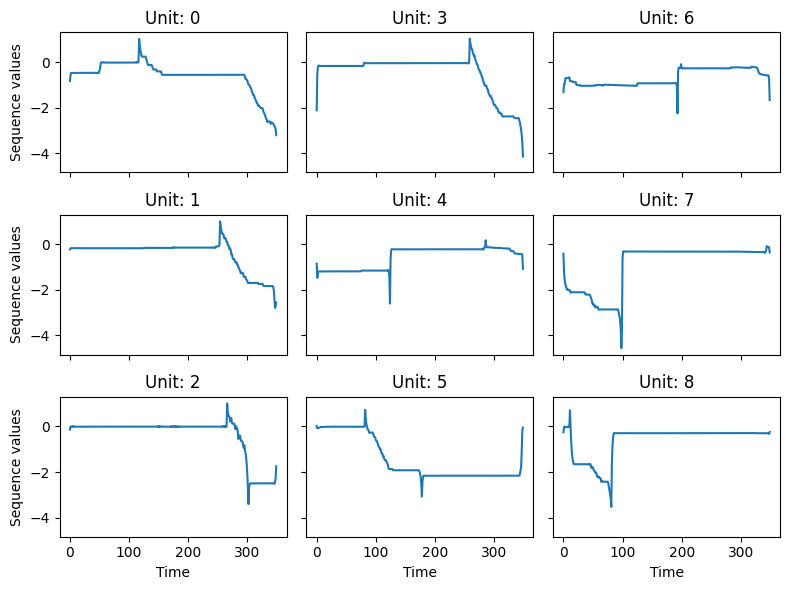 Unit: 0
Unit: 3
Unit: 6
Sequence values
0
−2
−4
Unit: 1
Unit: 4
Unit: 7
Sequence values
0
−2
−4
Unit: 2
Unit: 5
Unit: 8
Sequence values
0
−2
−4
0 100 200 300
0 100 200 300
0 100 200 300
Time
Time
Time